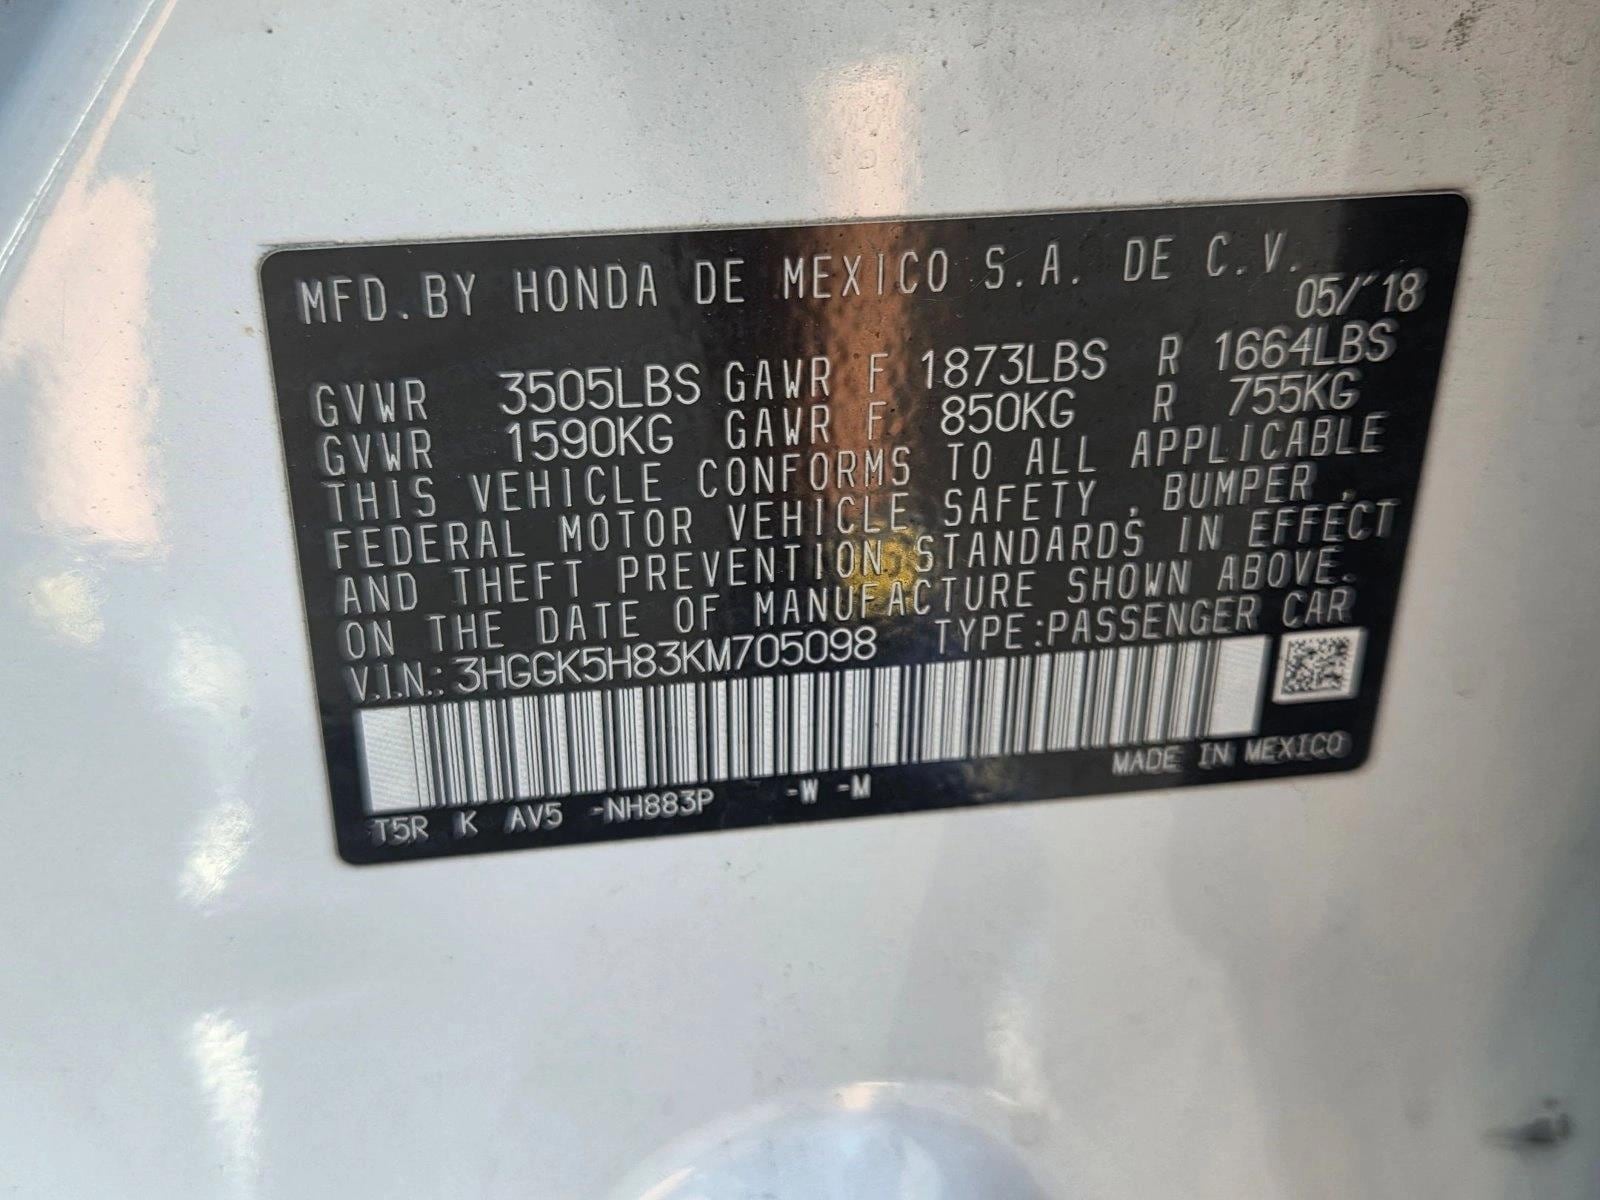 MFD. BY HONDA DE MEXICO S.A. DE C.V.
05/'18
GVWR 3505LBS GAWR F 1873LBS R 1664LBS
GVWR 1590KG GAWR F 850KG R 755KG
THIS VEHICLE CONFORMS TO ALL APPLICABLE
FEDERAL MOTOR VEHICLE SAFETY, BUMPER,
AND THEFT PREVENTION STANDARDS IN EFFECT
ON THE DATE OF MANUFACTURE SHOWN ABOVE.
V.I.N.: 3HGGK5H83KM705098 TYPE:PASSENGER CAR
MADE IN MEXICO
T5R K AV5 -NH883P -W -M